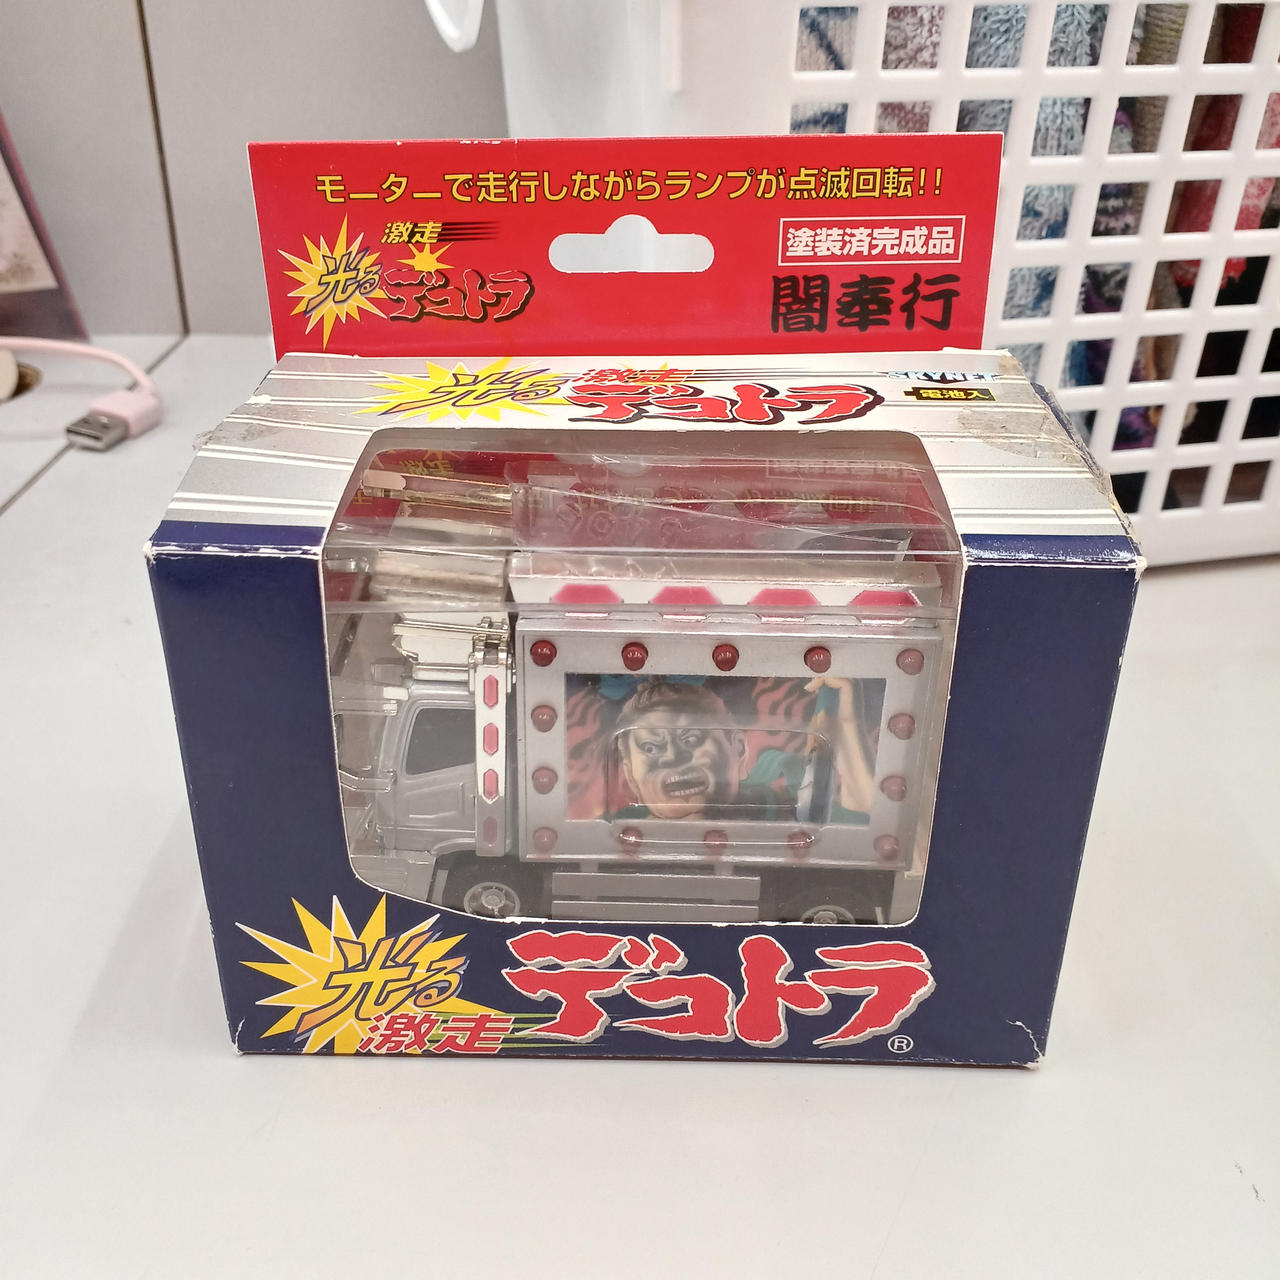 モーターで走行しながらランプが点滅回転!!
激走
光るデコトラ
塗装済完成品
闇奉行
光る激走デコトラ
SKYNET
電池入
光る
激走
デコトラ®